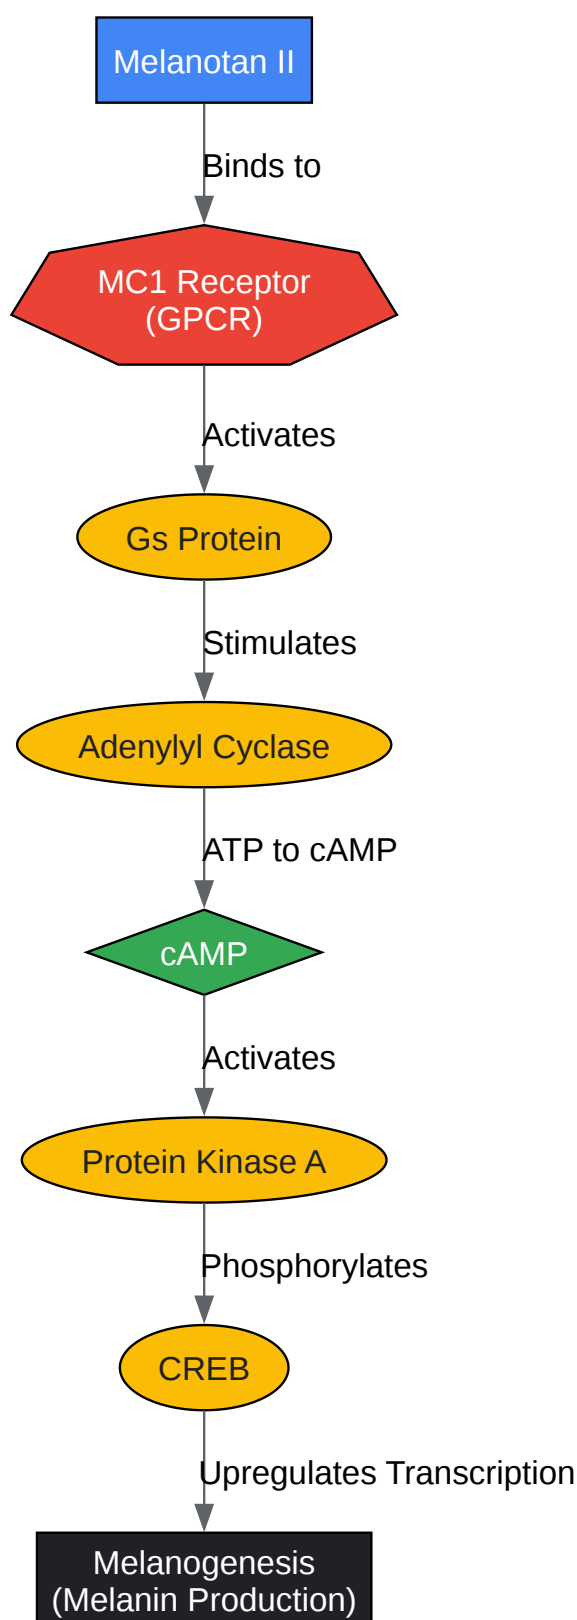 Melanotan II
Binds to
MC1 Receptor
(GPCR)
Activates
Gs Protein
Stimulates
Adenylyl Cyclase
ATP to cAMP
cAMP
Activates
Protein Kinase A
Phosphorylates
CREB
Upregulates Transcription
Melanogenesis
(Melanin Production)